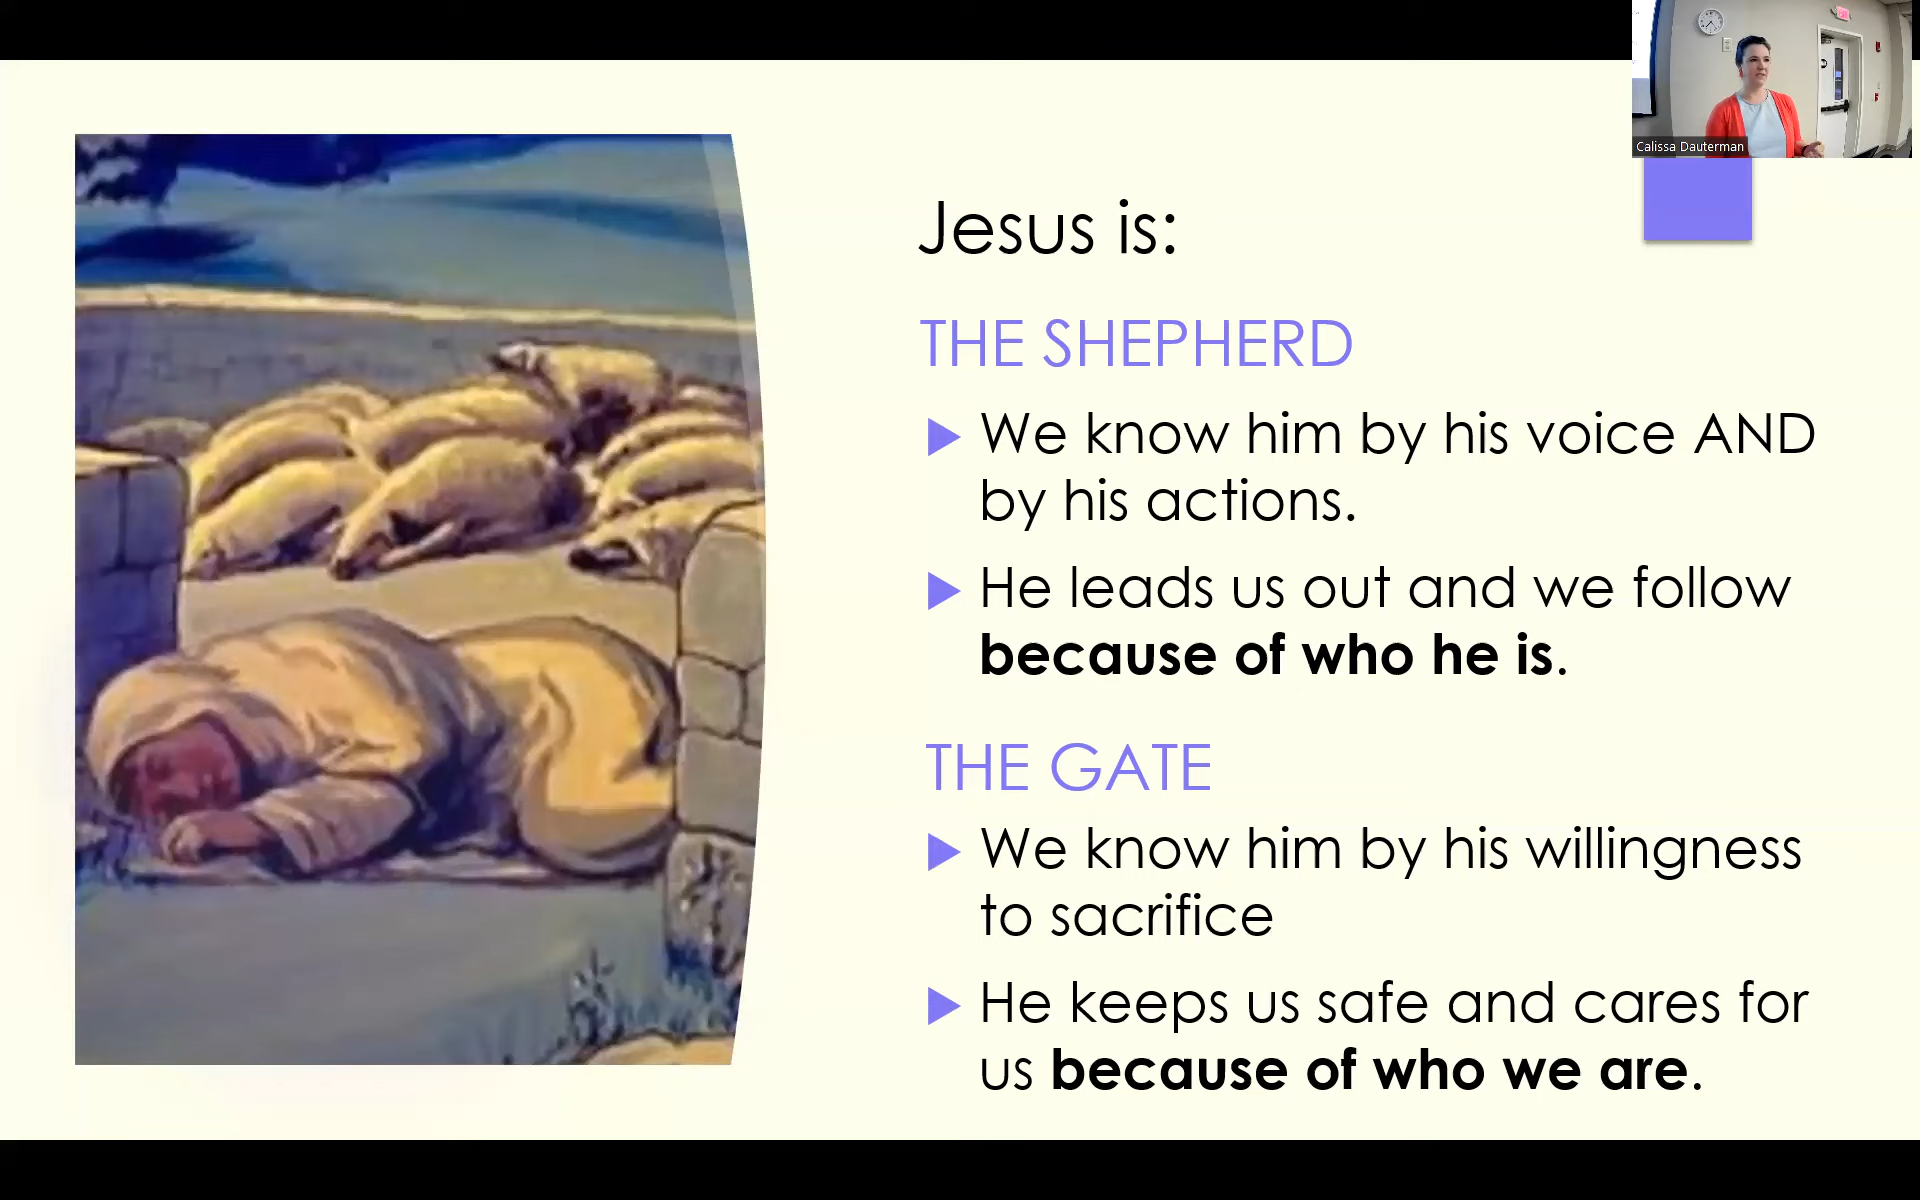 Calissa Dauterman
Jesus is:
THE SHEPHERD
We know him by his voice AND
by his actions.
He leads us out and we follow
because of who he is.
THE GATE
We know him by his willingness
to sacrifice
He keeps us safe and cares for
us because of who we are.